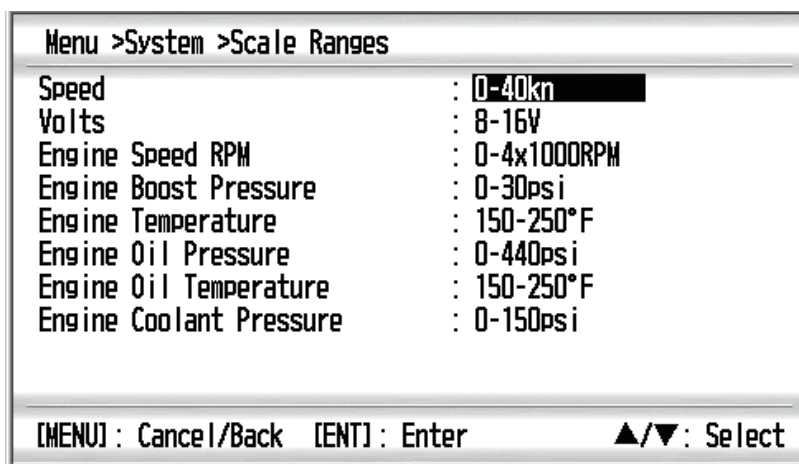 Menu >System >Scale Ranges
Speed : 0-40kn
Volts : 8-16V
Engine Speed RPM : 0-4x1000RPM
Engine Boost Pressure : 0-30psi
Engine Temperature : 150-250°F
Engine Oil Pressure : 0-440psi
Engine Oil Temperature : 150-250°F
Engine Coolant Pressure : 0-150psi
[MENU] : Cancel/Back [ENT] : Enter ▲/▼: Select